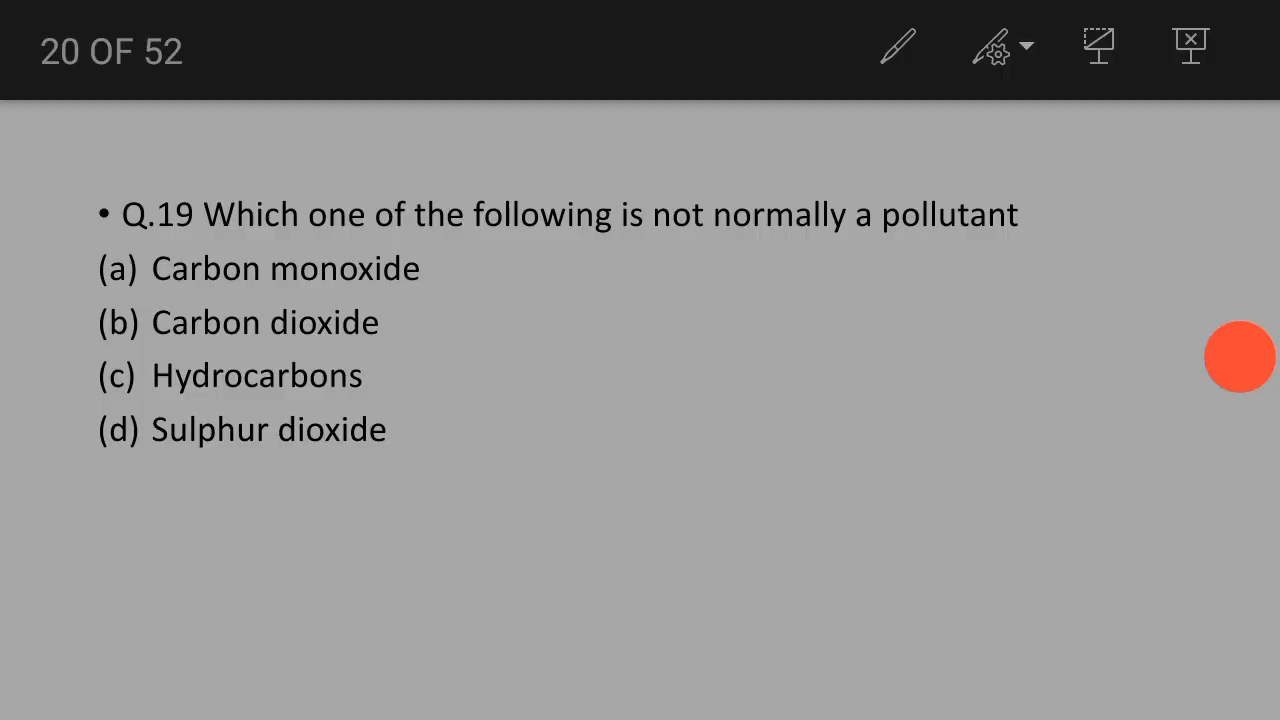 20 OF 52
• Q.19 Which one of the following is not normally a pollutant
(a) Carbon monoxide
(b) Carbon dioxide
(c) Hydrocarbons
(d) Sulphur dioxide